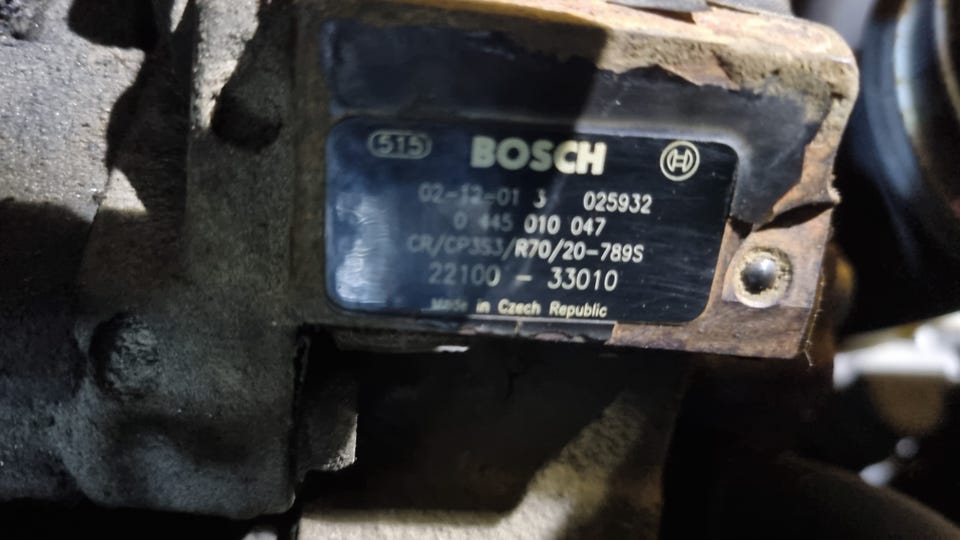 515 BOSCH
02-12-01 3 025932
0 445 010 047
CR/CP3S3/R70/20-789S
22100 - 33010
Made in Czech Republic